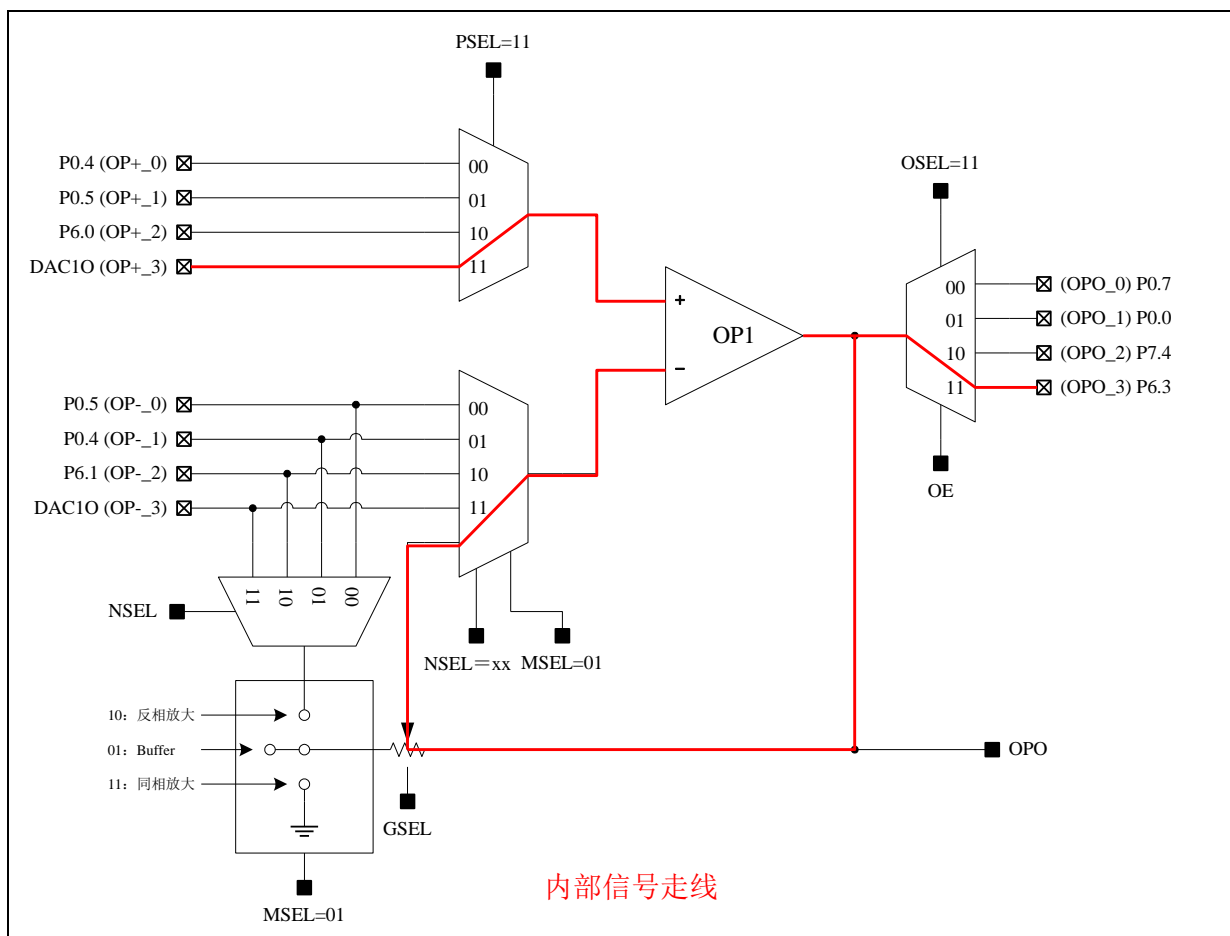 PSEL=11
P0.4 (OP+_0)
P0.5 (OP+_1)
P6.0 (OP+_2)
DAC1O (OP+_3)
00
01
10
11
OSEL=11
+
−
OP1
00
01
10
11
(OPO_0) P0.7
(OPO_1) P0.0
(OPO_2) P7.4
(OPO_3) P6.3
OE
P0.5 (OP-_0)
P0.4 (OP-_1)
P6.1 (OP-_2)
DAC1O (OP-_3)
00
01
10
11
11
10
01
00
NSEL
NSEL＝xx
MSEL=01
10：反相放大
01：Buffer
11：同相放大
GSEL
OPO
MSEL=01
内部信号走线